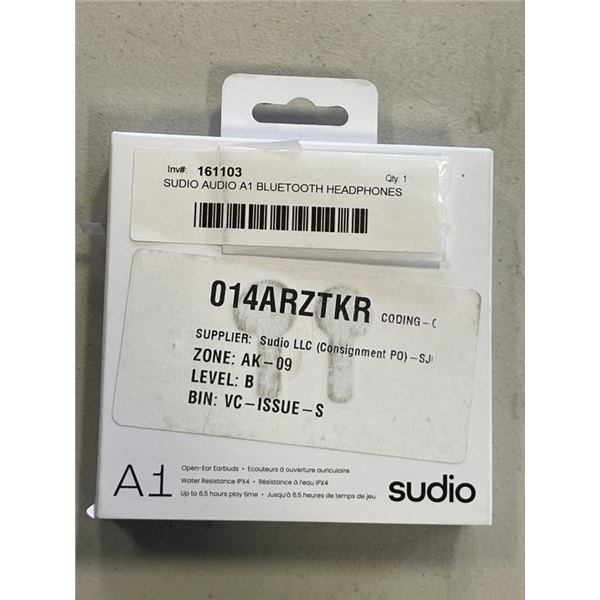 Inv#: 161103 Qty: 1
SUDIO AUDIO A1 BLUETOOTH HEADPHONES
014ARZTKR CODING-
SUPPLIER: Sudio LLC (Consignment PO)-SJ
ZONE: AK-09
LEVEL: B
BIN: VC-ISSUE-S
A1
Open-Ear Earbuds • Ecouteurs à ouverture auriculaire
Water Resistance IPX4 • Résistance à l'eau IPX4
Up to 6.5 hours play time • Jusqu'à 6.5 heures de temps de jeu
sudio